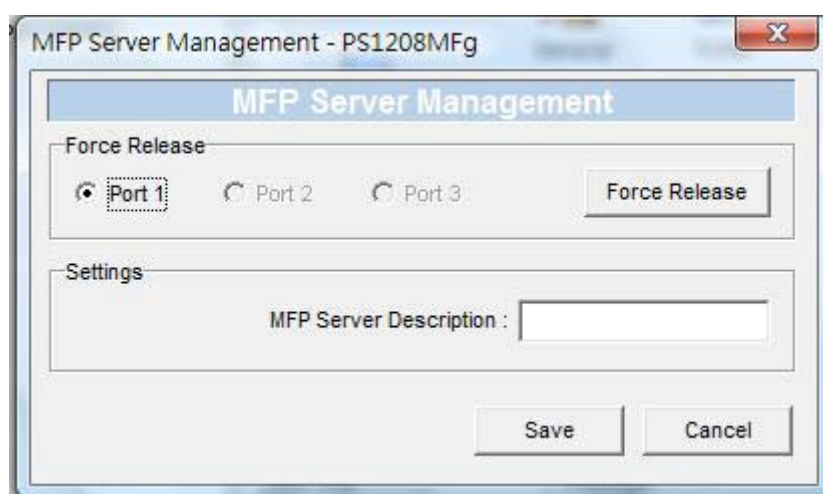 MFP Server Management - PS1208MFg
MFP Server Management
Force Release
Port 1 Port 2 Port 3 Force Release
Settings
MFP Server Description :
Save Cancel